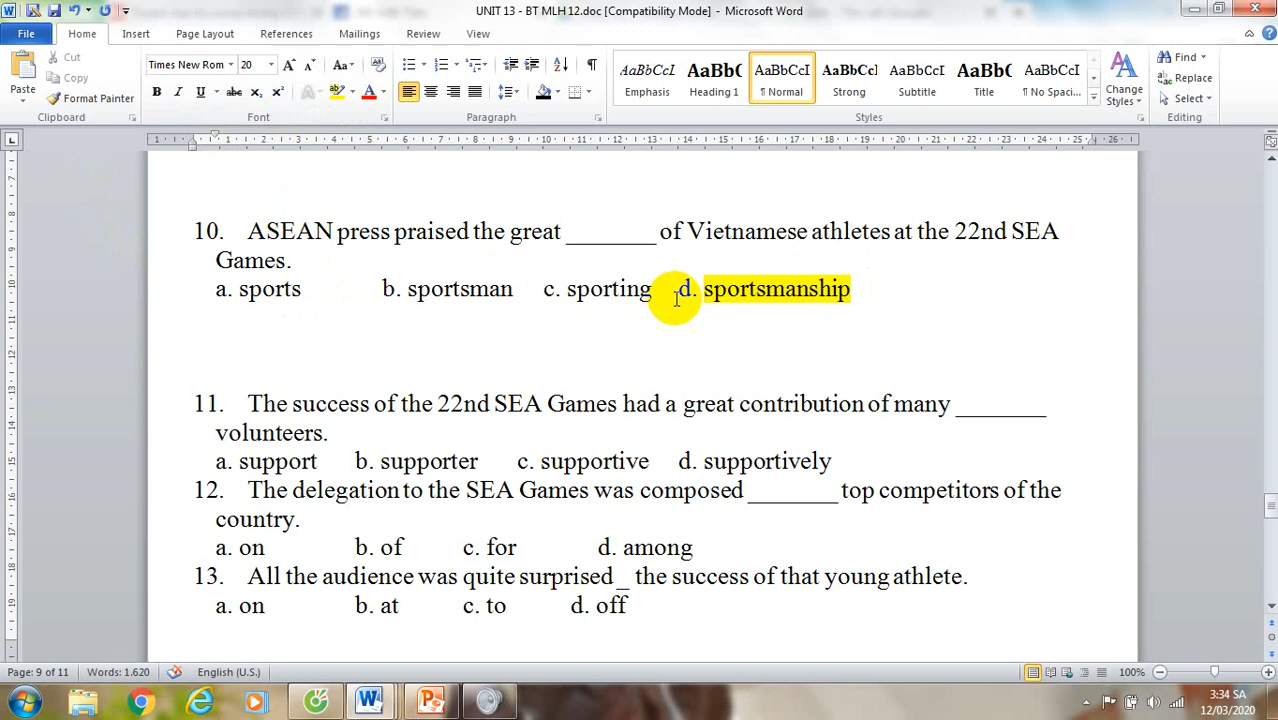 UNIT 13 - BT MLH 12.doc [Compatibility Mode] - Microsoft Word
File Home Insert Page Layout References Mailings Review View
Paste Cut Copy Format Painter Clipboard
Times New Rom 20 Font
Paragraph
AaBbCcI Emphasis AaBb( Heading 1 AaBbCcI ¶ Normal AaBbCcI Strong AaBbCcI Subtitle AaBb( Title AaBbCcI ¶ No Spaci... Styles
Change Styles
Find Replace Select Editing
10. ASEAN press praised the great _______ of Vietnamese athletes at the 22nd SEA
Games.
a. sports b. sportsman c. sporting d. sportsmanship
11. The success of the 22nd SEA Games had a great contribution of many _______
volunteers.
a. support b. supporter c. supportive d. supportively
12. The delegation to the SEA Games was composed _______ top competitors of the
country.
a. on b. of c. for d. among
13. All the audience was quite surprised _ the success of that young athlete.
a. on b. at c. to d. off
Page: 9 of 11 Words: 1.620 English (U.S.) 100%
3:34 SA
12/03/2020